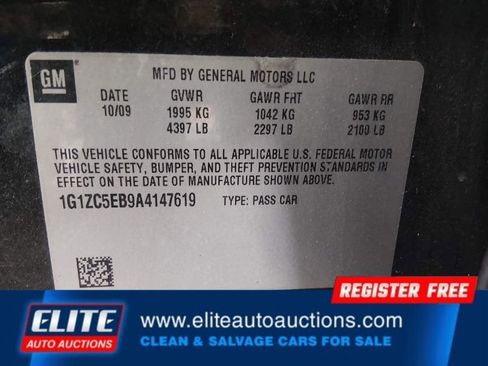 GM
MFD BY GENERAL MOTORS LLC
DATE GVWR GAWR FRT GAWR RR
10/09 1995 KG 1042 KG 953 KG
4397 LB 2297 LB 2100 LB
THIS VEHICLE CONFORMS TO ALL APPLICABLE U.S. FEDERAL MOTOR
VEHICLE SAFETY, BUMPER, AND THEFT PREVENTION STANDARDS
IN EFFECT ON THE DATE OF MANUFACTURE SHOWN ABOVE.
1G1ZC5EB9A4147619 TYPE: PASS CAR
REGISTER FREE
ELITE
AUTO AUCTIONS
www.eliteautoauctions.com
CLEAN & SALVAGE CARS FOR SALE